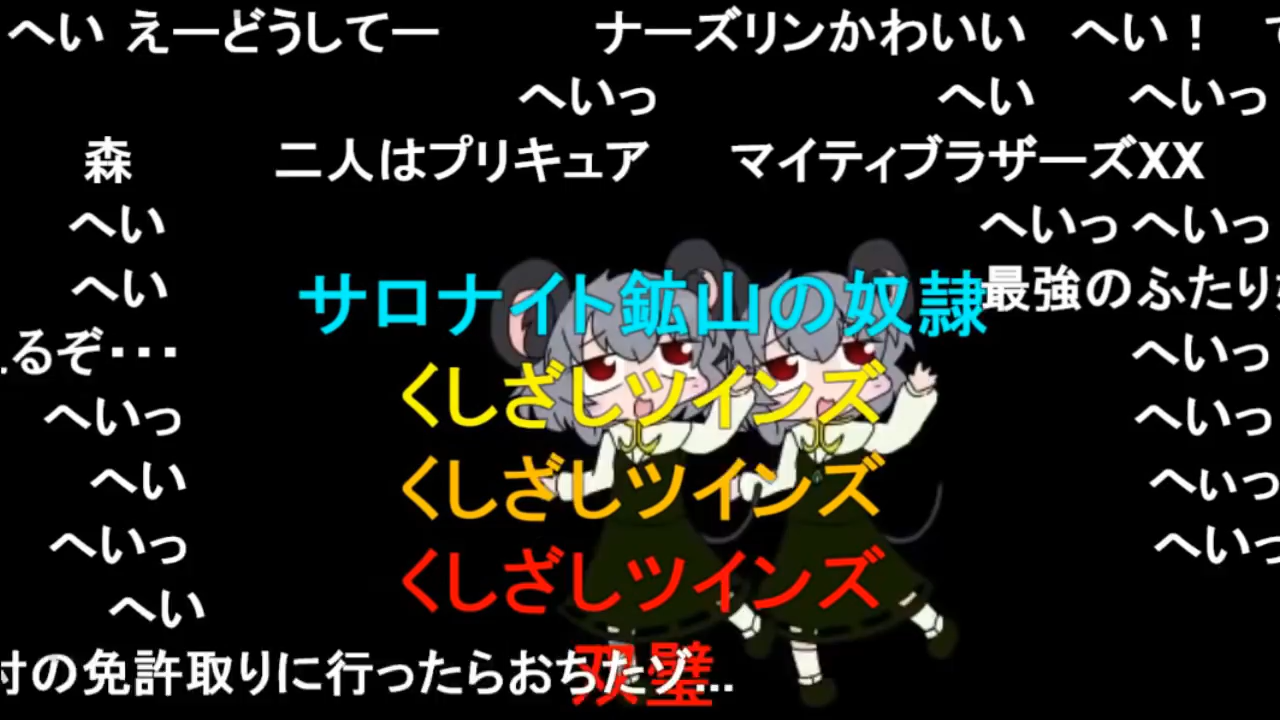 へい えーどうしてー ナーズリンかわいい へい！
へいっ へい へいっ
森 二人はプリキュア マイティブラザーズXX
へい へいっ へいっ
サロナイト鉱山の奴隷
へい 最強のふたり
るぞ・・・ へいっ
くしざしツインズ
へいっ へいっ
へい くしざしツインズ へいっ
へいっ へいっ
くしざしツインズ
へい
の免許取りに行ったらおちたゾ...
双璧